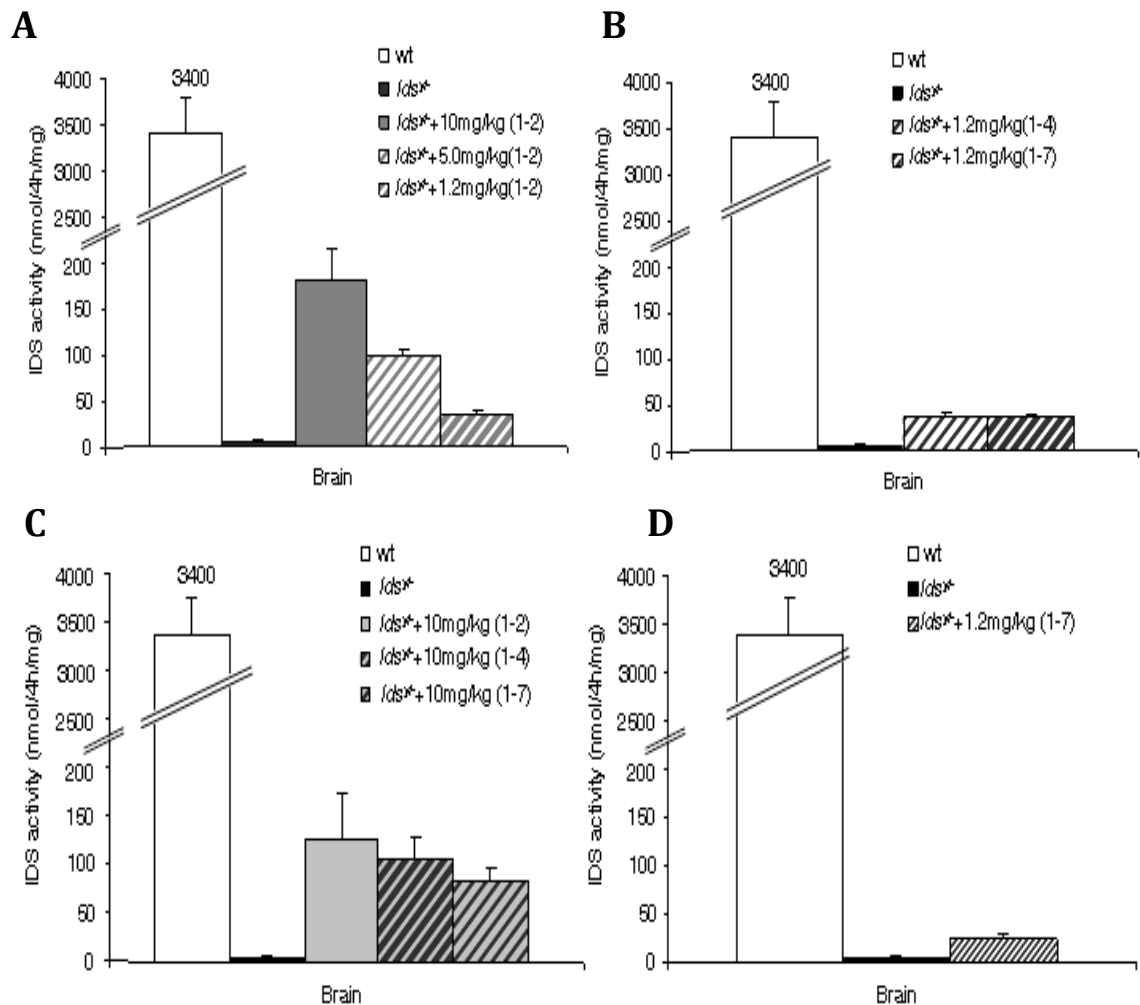 A
wt
Ids^y/-
Ids^y/- +10mg/kg (1-2)
Ids^y/- +5.0mg/kg(1-2)
Ids^y/- +1.2mg/kg(1-2)
IDS activity (nmol/4h/mg)
4000
3500
3000
2500
200
150
100
50
0
3400
Brain
B
wt
Ids^y/-
Ids^y/- +1.2mg/kg(1-4)
Ids^y/- +1.2mg/kg(1-7)
IDS activity (nmol/4h/mg)
4000
3500
3000
2500
200
150
100
50
0
3400
Brain
C
wt
Ids^y/-
Ids^y/- +10mg/kg (1-2)
Ids^y/- +10mg/kg (1-4)
Ids^y/- +10mg/kg (1-7)
IDS activity (nmol/4h/mg)
4000
3500
3000
2500
200
150
100
50
0
3400
Brain
D
wt
Ids^y/-
Ids^y/- +1.2mg/kg (1-7)
IDS activity (nmol/4h/mg)
4000
3500
3000
2500
200
150
100
50
0
3400
Brain